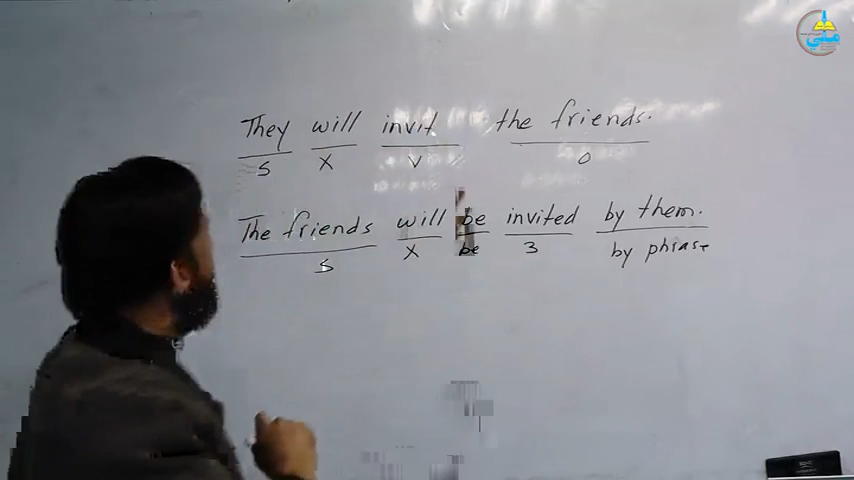 They will invit the friends.
S X V O
The friends will be invited by them.
S X be 3 by phrase